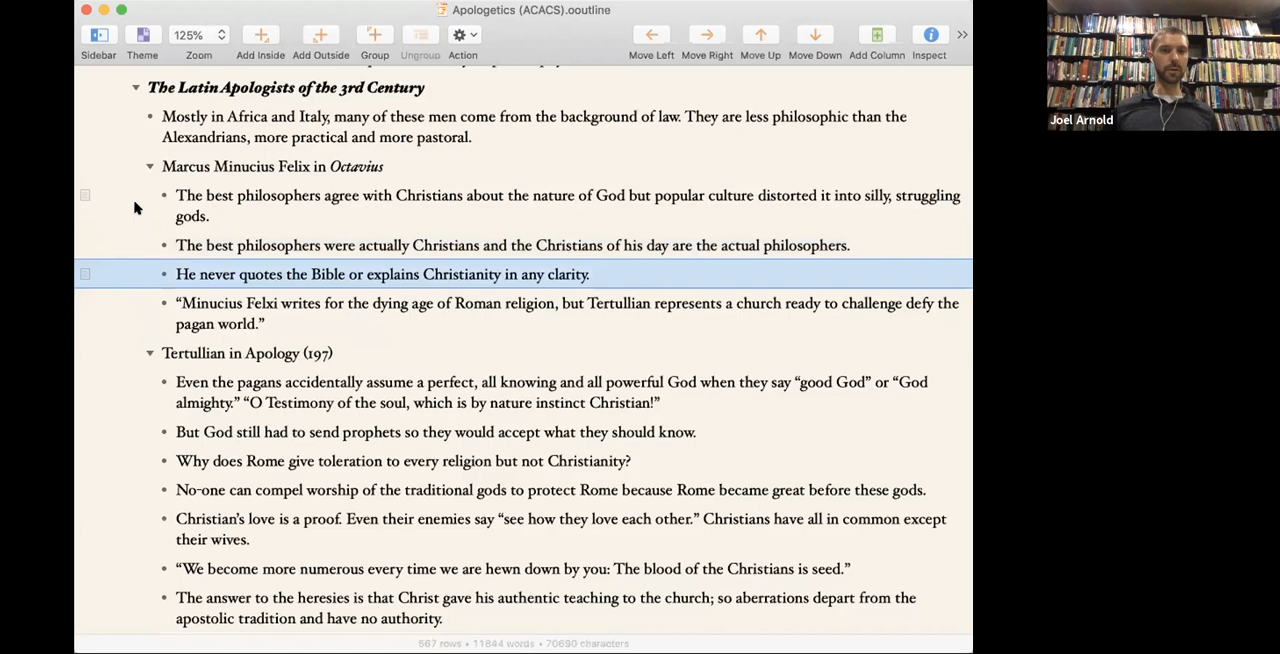 Apologetics (ACACS).ooutline
125%
Sidebar Theme Zoom Add Inside Add Outside Group Ungroup Action Move Left Move Right Move Up Move Down Add Column Inspect
The Latin Apologists of the 3rd Century
Mostly in Africa and Italy, many of these men come from the background of law. They are less philosophic than the
Alexandrians, more practical and more pastoral.
Marcus Minucius Felix in Octavius
The best philosophers agree with Christians about the nature of God but popular culture distorted it into silly, struggling
gods.
The best philosophers were actually Christians and the Christians of his day are the actual philosophers.
He never quotes the Bible or explains Christianity in any clarity.
“Minucius Felxi writes for the dying age of Roman religion, but Tertullian represents a church ready to challenge defy the
pagan world.”
Tertullian in Apology (197)
Even the pagans accidentally assume a perfect, all knowing and all powerful God when they say “good God” or “God
almighty.” “O Testimony of the soul, which is by nature instinct Christian!”
But God still had to send prophets so they would accept what they should know.
Why does Rome give toleration to every religion but not Christianity?
No-one can compel worship of the traditional gods to protect Rome because Rome became great before these gods.
Christian’s love is a proof. Even their enemies say “see how they love each other.” Christians have all in common except
their wives.
“We become more numerous every time we are hewn down by you: The blood of the Christians is seed.”
The answer to the heresies is that Christ gave his authentic teaching to the church; so aberrations depart from the
apostolic tradition and have no authority.
567 rows • 11844 words • 70690 characters
Joel Arnold